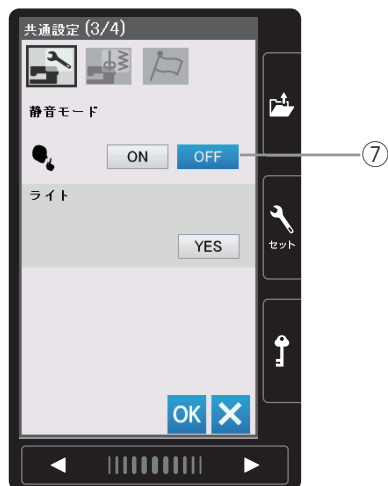 共通設定 (3/4)
静音モード
ON OFF
⑦
ライト
YES
セット
OK